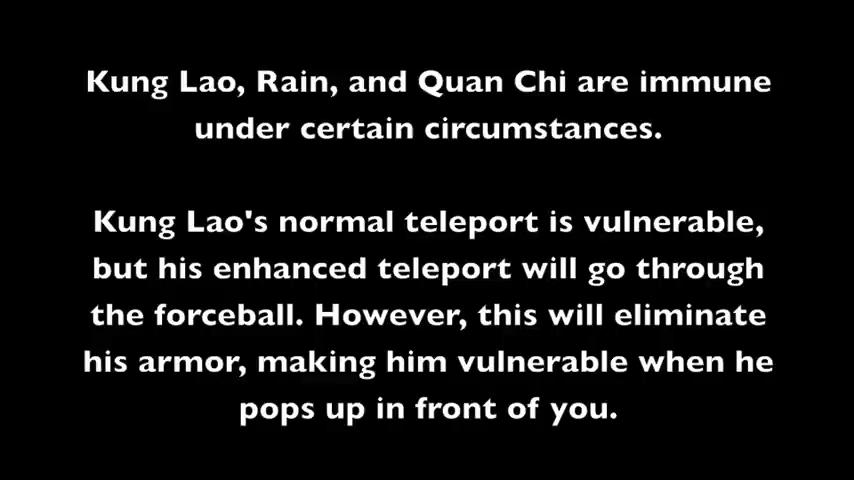 Kung Lao, Rain, and Quan Chi are immune
under certain circumstances.
Kung Lao's normal teleport is vulnerable,
but his enhanced teleport will go through
the forceball. However, this will eliminate
his armor, making him vulnerable when he
pops up in front of you.